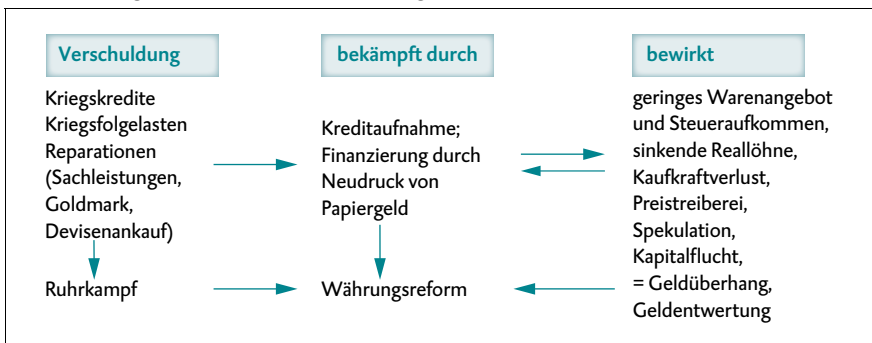 Verschuldung
Kriegskredite
Kriegsfolgelasten
Reparationen
(Sachleistungen,
Goldmark,
Devisenankauf)
Ruhrkampf
bekämpft durch
Kreditaufnahme;
Finanzierung durch
Neudruck von
Papiergeld
Währungsreform
bewirkt
geringes Warenangebot
und Steueraufkommen,
sinkende Reallöhne,
Kaufkraftverlust,
Preistreiberei,
Spekulation,
Kapitalflucht,
= Geldüberhang,
Geldentwertung